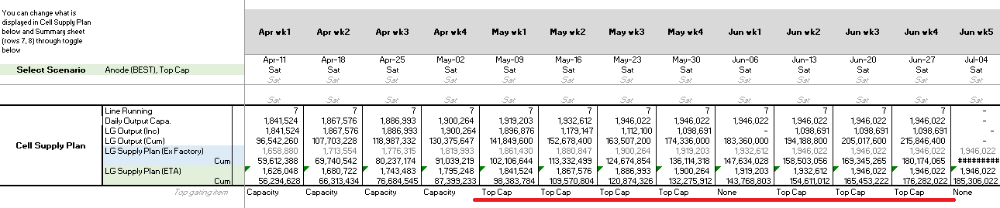 You can change what is
displayed in Cell Supply Plan
below and Summary sheet
(rows 7, 8) through toggle
below
Apr wk1 Apr wk2 Apr wk3 Apr wk4 May wk1 May wk2 May wk3 May wk4 Jun wk1 Jun wk2 Jun wk3 Jun wk4 Jun wk5
Apr-11 Apr-18 Apr-25 May-02 May-09 May-16 May-23 May-30 Jun-06 Jun-13 Jun-20 Jun-27 Jul-04
Select Scenario Anode (BEST), Top Cap Sat Sat Sat Sat Sat Sat Sat Sat Sat Sat Sat Sat Sat
Sat Sat Sat Sat Sat Sat Sat Sat Sat Sat Sat Sat Sat
Sat Sat Sat Sat Sat Sat Sat Sat Sat Sat Sat Sat Sat
Line Running 7 7 7 7 7 7 7 7 7 7 7 7 -
Daily Output Capa. 1,841,524 1,867,576 1,886,993 1,900,264 1,919,203 1,932,612 1,946,022 1,946,022 1,946,022 1,946,022 1,946,022 1,946,022 -
LG Output (Inc) 1,841,524 1,867,576 1,886,993 1,900,264 1,896,876 1,179,147 1,112,100 1,098,691 - 1,098,691 1,098,691 1,098,691 -
LG Output (Cum) 96,542,260 107,703,228 118,987,332 130,375,647 141,849,600 152,678,400 163,507,200 174,336,000 183,360,000 194,188,800 205,017,600 215,846,400 -
Cell Supply Plan
LG Supply Plan (Ex Factory) 1,658,880 1,713,554 1,776,315 1,819,993 1,861,430 1,880,847 1,900,264 1,919,203 1,932,612 1,946,022 1,946,022 1,946,022 1,946,022
Cum 59,612,388 69,740,542 80,237,174 91,039,219 102,106,644 113,332,499 124,674,854 136,114,318 147,634,028 158,503,056 169,345,265 180,174,065 #########
LG Supply Plan (ETA) 1,626,048 1,680,722 1,743,483 1,795,248 1,841,524 1,867,576 1,886,993 1,900,264 1,919,203 1,932,612 1,946,022 1,946,022 1,946,022
Cum 56,294,628 66,313,434 76,684,545 87,399,233 98,383,784 109,570,804 120,874,326 132,275,912 143,768,803 154,611,012 165,453,222 176,282,022 185,306,022
Top gating item Capacity Capacity Capacity Capacity Top Cap Top Cap Top Cap Top Cap None Top Cap Top Cap Top Cap None